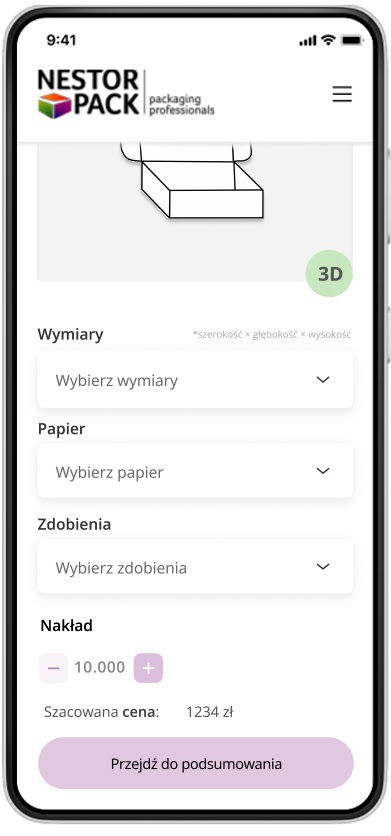 9:41
NESTOR
PACK
packaging
professionals
3D
Wymiary
*szerokość × głębokość × wysokość
Wybierz wymiary
Papier
Wybierz papier
Zdobienia
Wybierz zdobienia
Nakład
− 10.000 +
Szacowana cena: 1234 zł
Przejdź do podsumowania